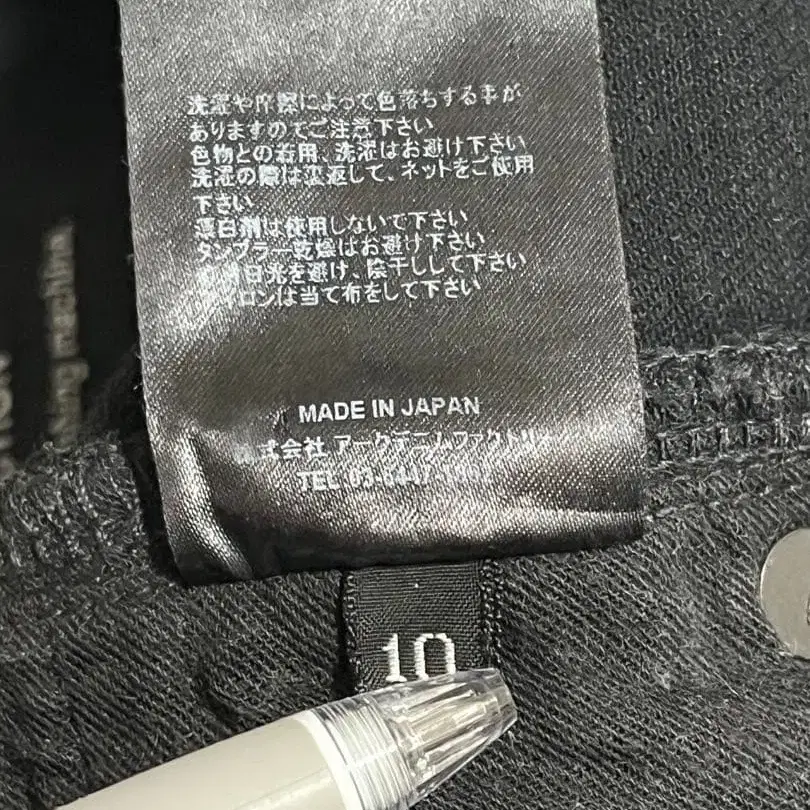 洗濯や摩擦によって色落ちする事が
ありますのでご注意下さい
色物との着用、洗濯はお避け下さい
洗濯の際は裏返して、ネットをご使用
下さい
漂白剤は使用しないで下さい
タンブラー乾燥はお避け下さい
日光を避け、陰干しして下さい
イロンは当て布をして下さい
MADE IN JAPAN
株式会社 アークデニムファクトリー
TEL
10
machine.